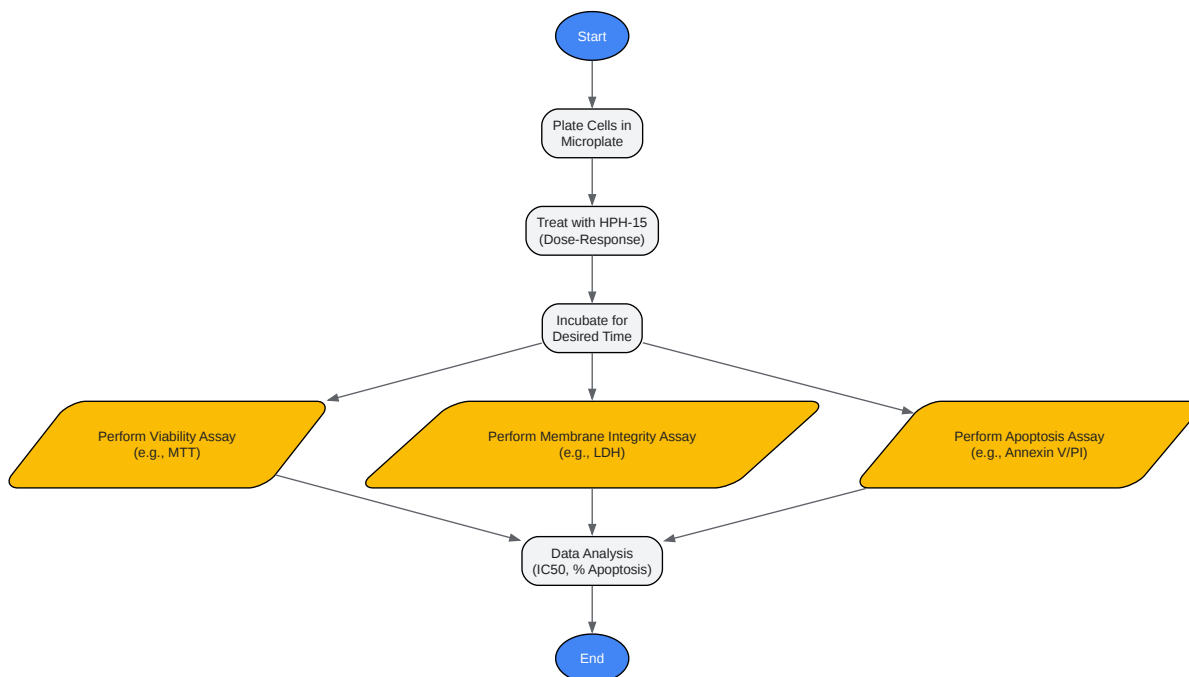 Start
Plate Cells in
Microplate
Treat with HPH-15
(Dose-Response)
Incubate for
Desired Time
Perform Viability Assay
(e.g., MTT)
Perform Membrane Integrity Assay
(e.g., LDH)
Perform Apoptosis Assay
(e.g., Annexin V/PI)
Data Analysis
(IC50, % Apoptosis)
End